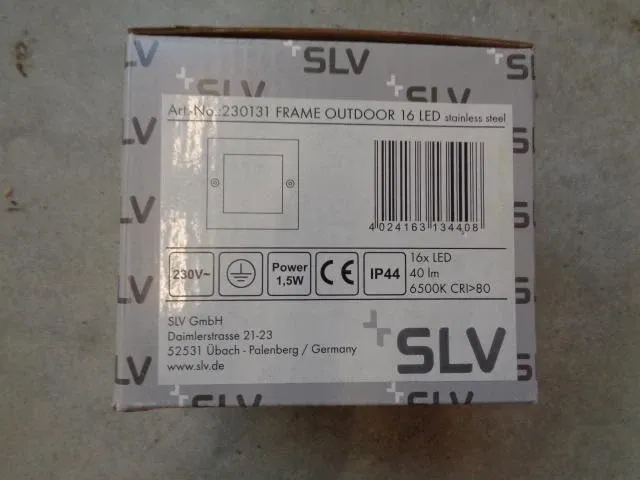 SLV
Art.-No.:230131 FRAME OUTDOOR 16 LED stainless steel
4 024163 134408
230V~
Power
1,5W
CE
IP44
16x LED
40 lm
6500K CRI>80
SLV GmbH
Daimlerstrasse 21-23
52531 Übach - Palenberg / Germany
www.slv.de
SLV